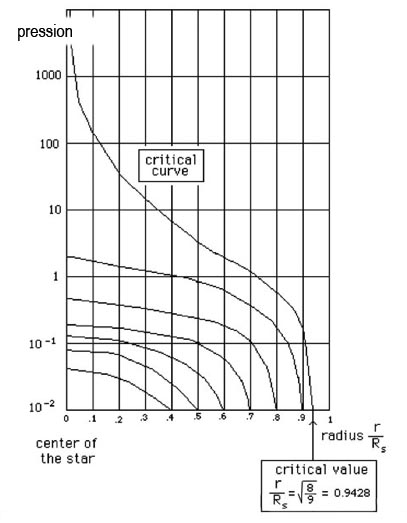 pression
1000
100
10
1
10⁻¹
10⁻²
critical
curve
0 .1 .2 .3 .4 .5 .6 .7 .8 .9 1
center of
the star
radius r/Rs
critical value
r/Rs = √8/9 = 0.9428